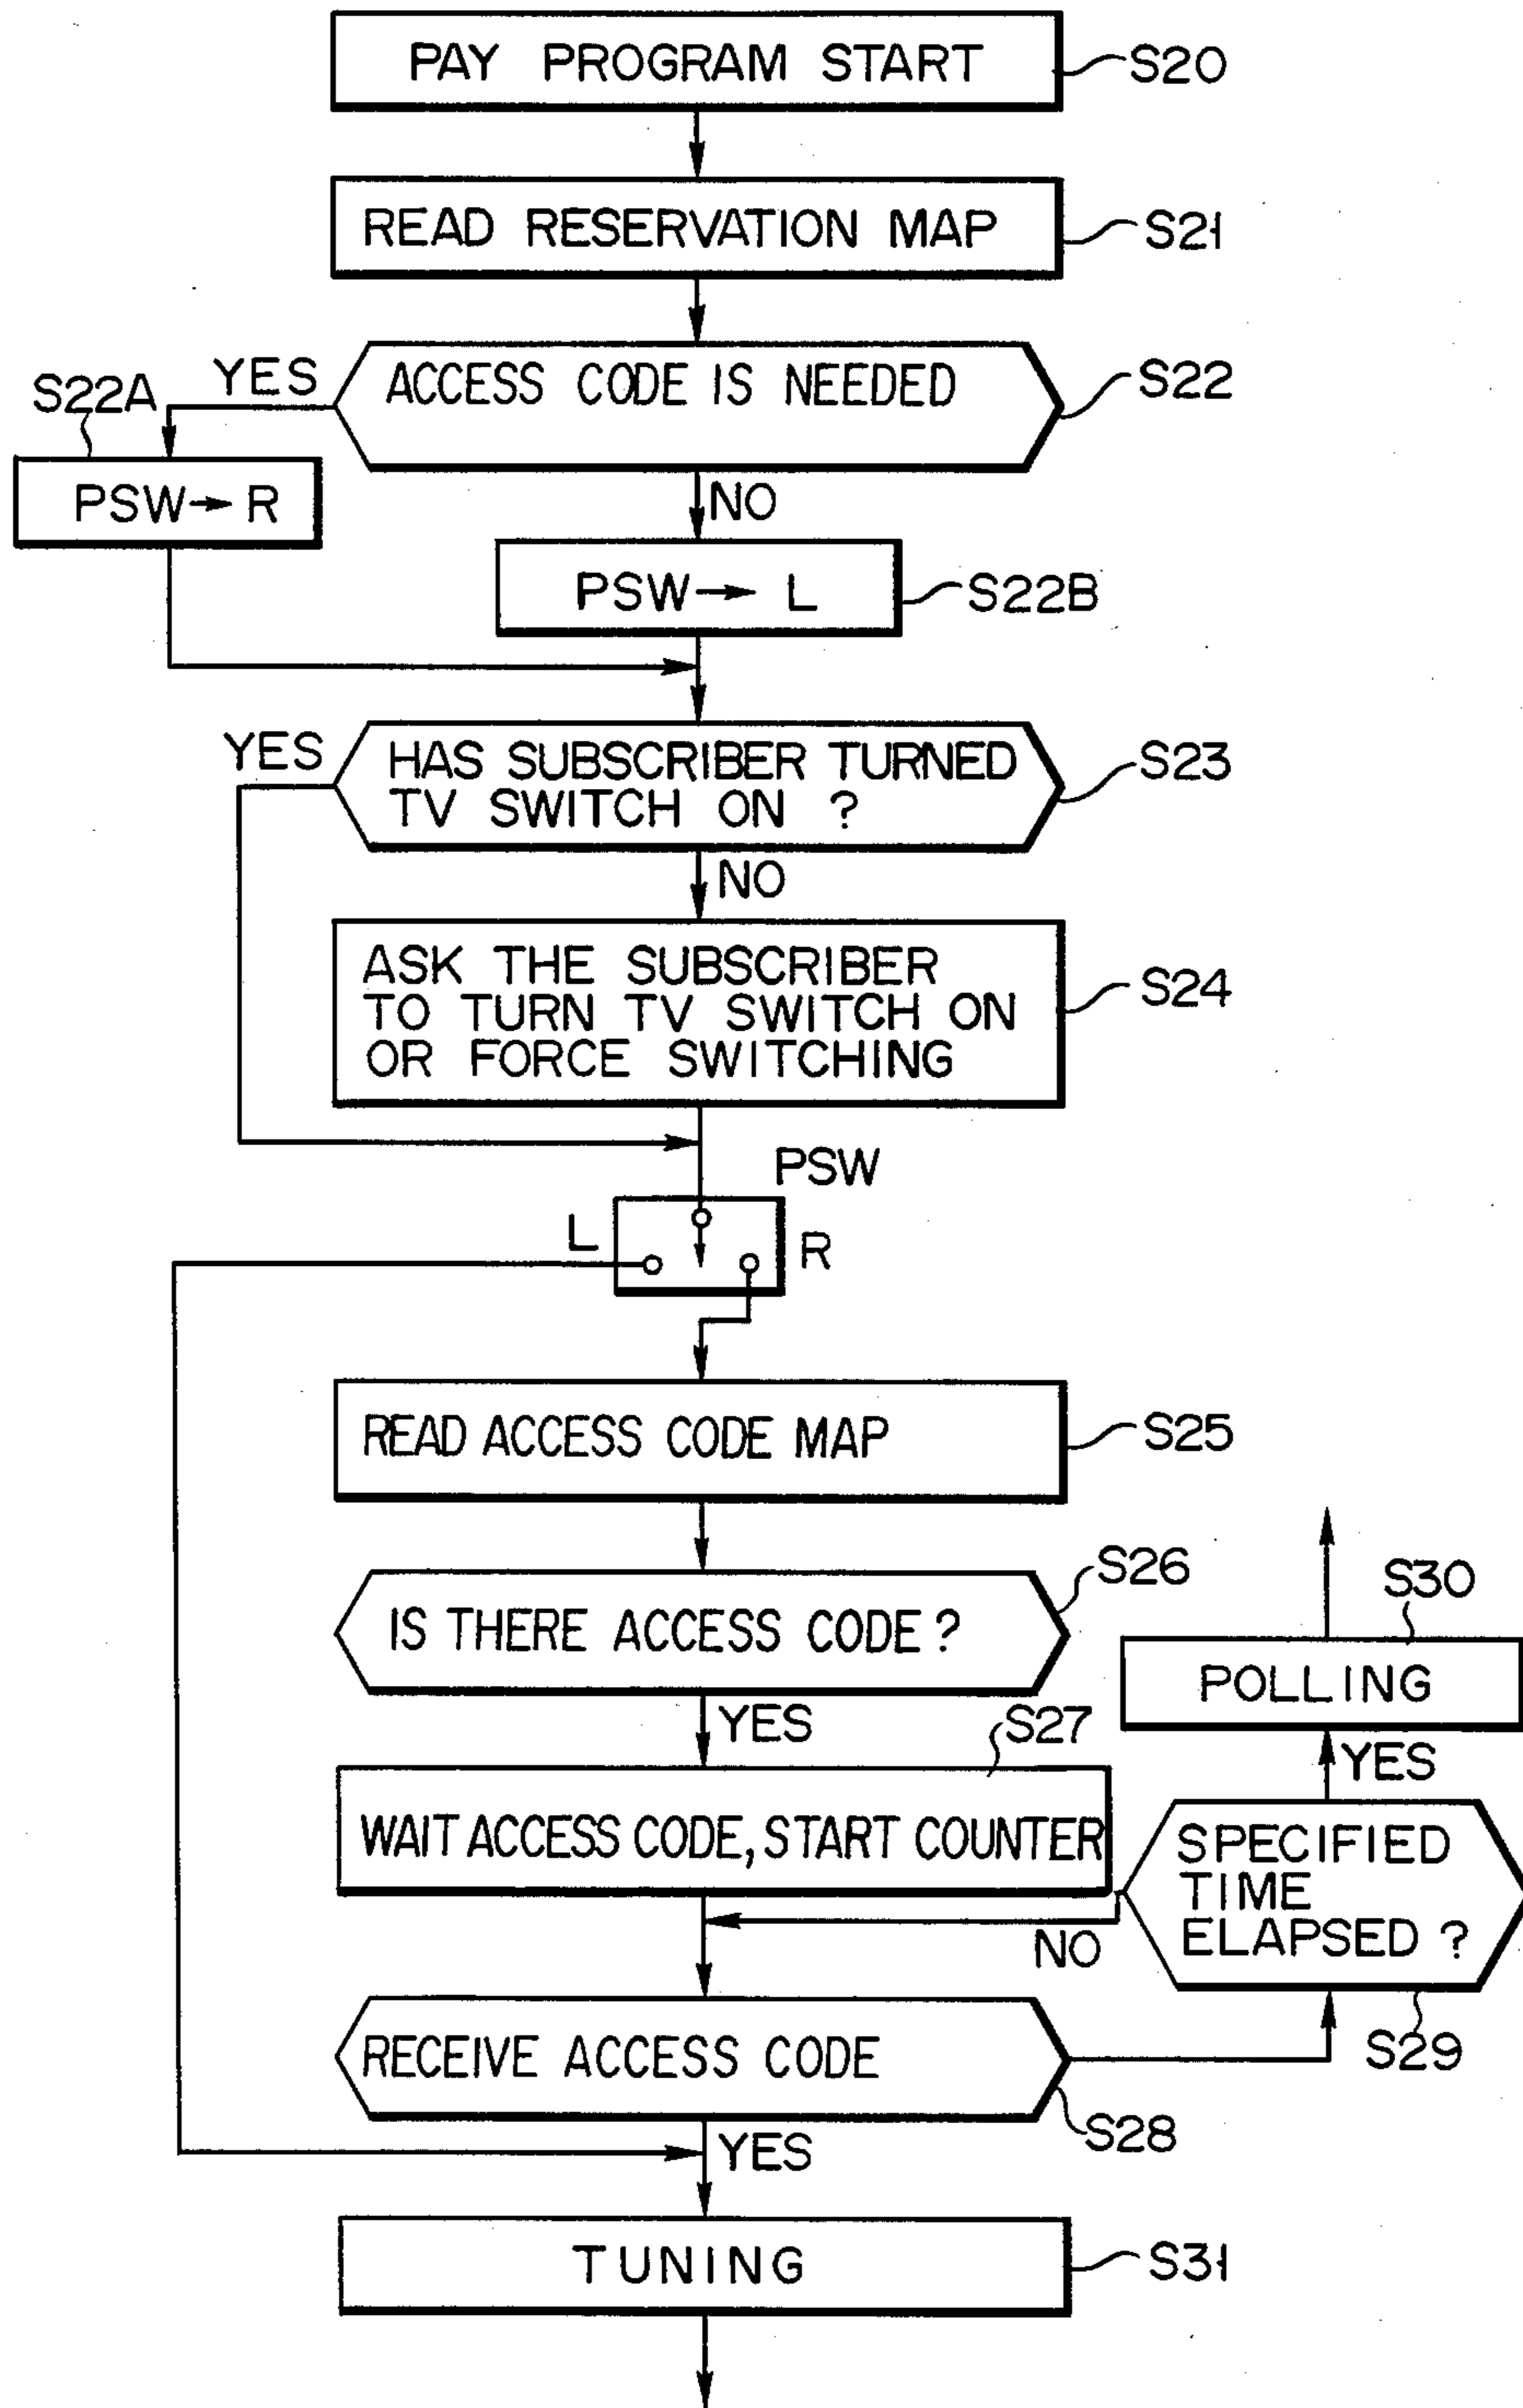 PAY PROGRAM START
S20
READ RESERVATION MAP
S21
YES
ACCESS CODE IS NEEDED
S22
S22A
PSW→R
NO
PSW→ L
S22B
YES
HAS SUBSCRIBER TURNED
TV SWITCH ON ?
S23
NO
ASK THE SUBSCRIBER
TO TURN TV SWITCH ON
OR FORCE SWITCHING
S24
PSW
L
R
READ ACCESS CODE MAP
S25
S26
IS THERE ACCESS CODE?
S30
POLLING
YES
S27
YES
WAIT ACCESS CODE, START COUNTER
SPECIFIED
TIME
ELAPSED ?
NO
S29
RECEIVE ACCESS CODE
S28
YES
TUNING
S31